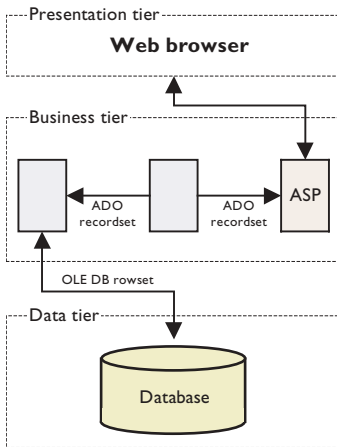 Presentation tier
Web browser
Business tier
ASP
ADO
recordset
ADO
recordset
OLE DB rowset
Data tier
Database